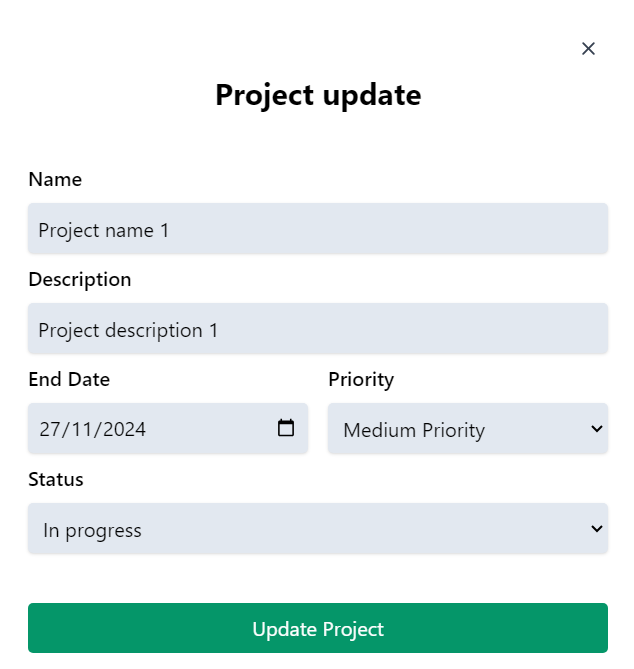 Project update
Name
Project name 1
Description
Project description 1
End Date
Priority
27/11/2024
Medium Priority
Status
In progress
Update Project